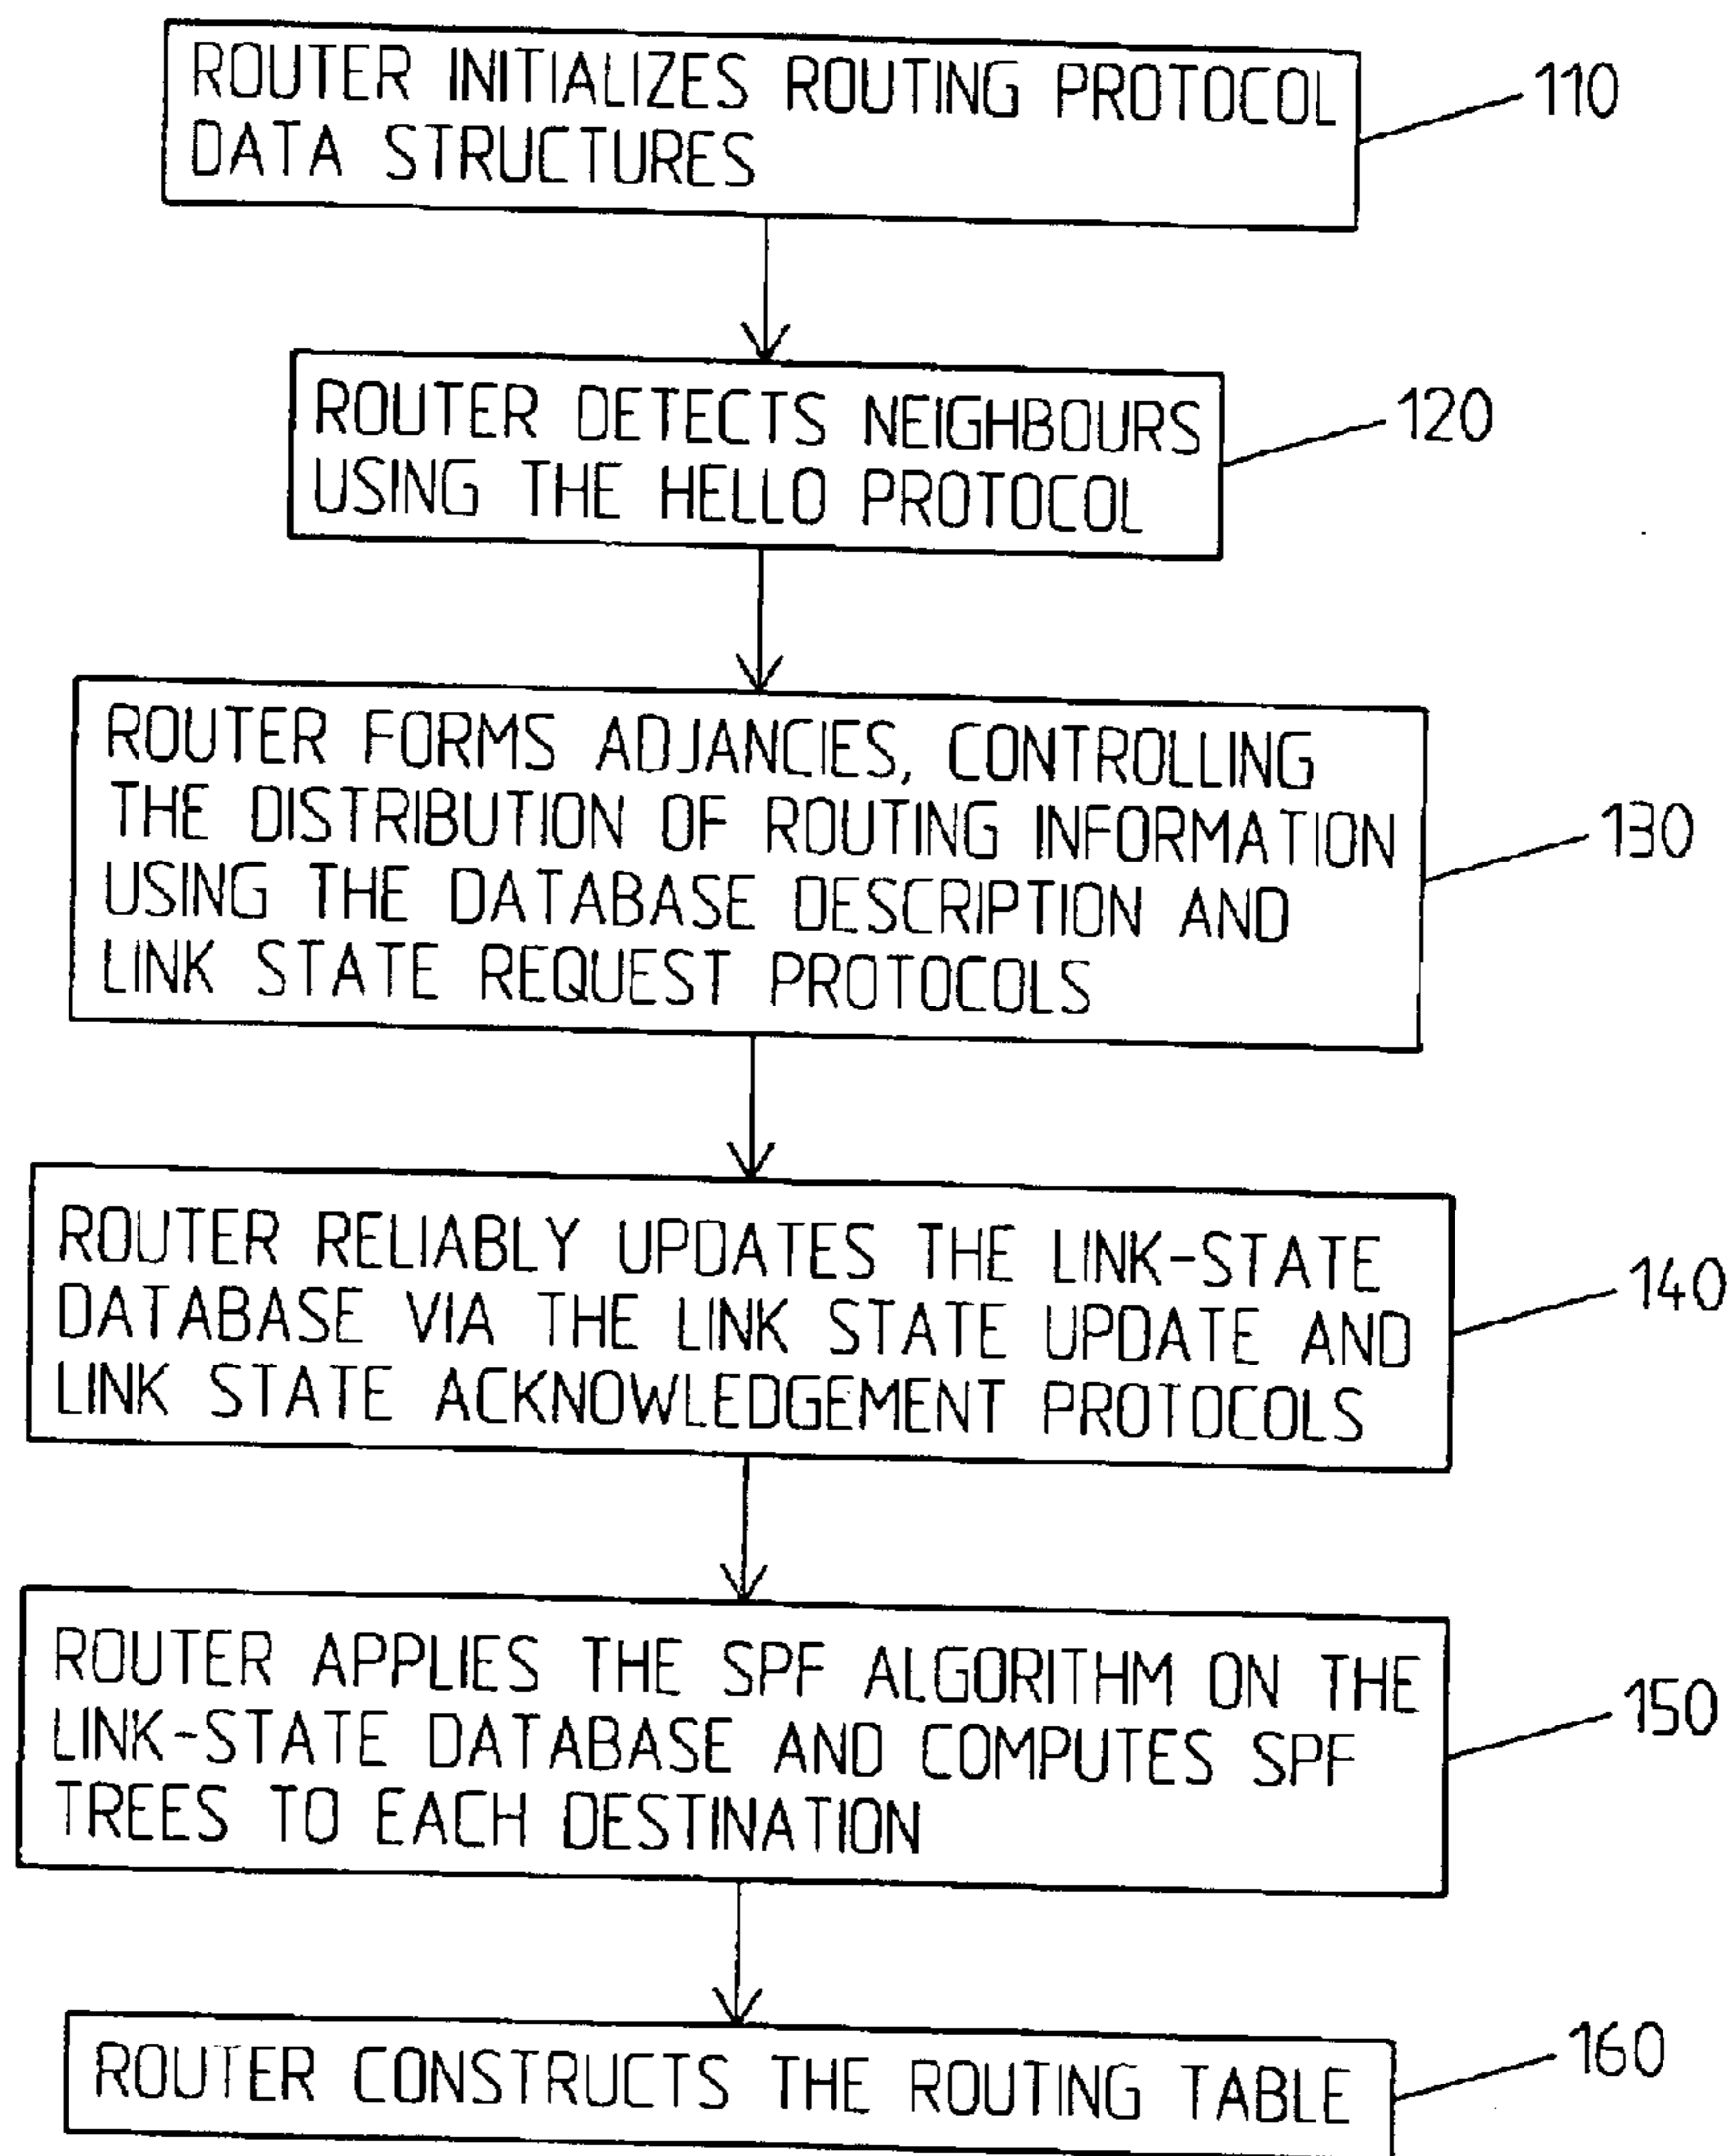 ROUTER INITIALIZES ROUTING PROTOCOL
DATA STRUCTURES
110
ROUTER DETECTS NEIGHBOURS
USING THE HELLO PROTOCOL
120
ROUTER FORMS ADJANCIES, CONTROLLING
THE DISTRIBUTION OF ROUTING INFORMATION
USING THE DATABASE DESCRIPTION AND
LINK STATE REQUEST PROTOCOLS
130
ROUTER RELIABLY UPDATES THE LINK-STATE
DATABASE VIA THE LINK STATE UPDATE AND
LINK STATE ACKNOWLEDGEMENT PROTOCOLS
140
ROUTER APPLIES THE SPF ALGORITHM ON THE
LINK-STATE DATABASE AND COMPUTES SPF
TREES TO EACH DESTINATION
150
ROUTER CONSTRUCTS THE ROUTING TABLE
160